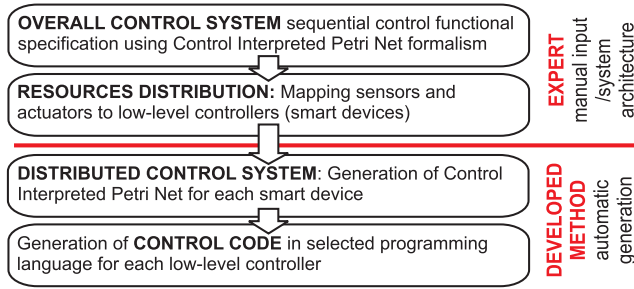 OVERALL CONTROL SYSTEM sequential control functional
specification using Control Interpreted Petri Net formalism
RESOURCES DISTRIBUTION: Mapping sensors and
actuators to low-level controllers (smart devices)
EXPERT
manual input
/system
architecture
DISTRIBUTED CONTROL SYSTEM: Generation of Control
Interpreted Petri Net for each smart device
Generation of CONTROL CODE in selected programming
language for each low-level controller
DEVELOPED
METHOD
automatic
generation